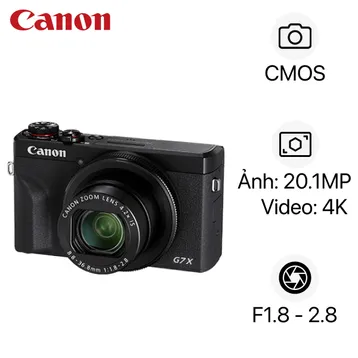 Canon
CMOS
Canon
Ảnh: 20.1MP
Video: 4K
CANON ZOOM LENS 4.2x IS
8.8-36.8mm 1:1.8-2.8
G7X
F1.8 - 2.8